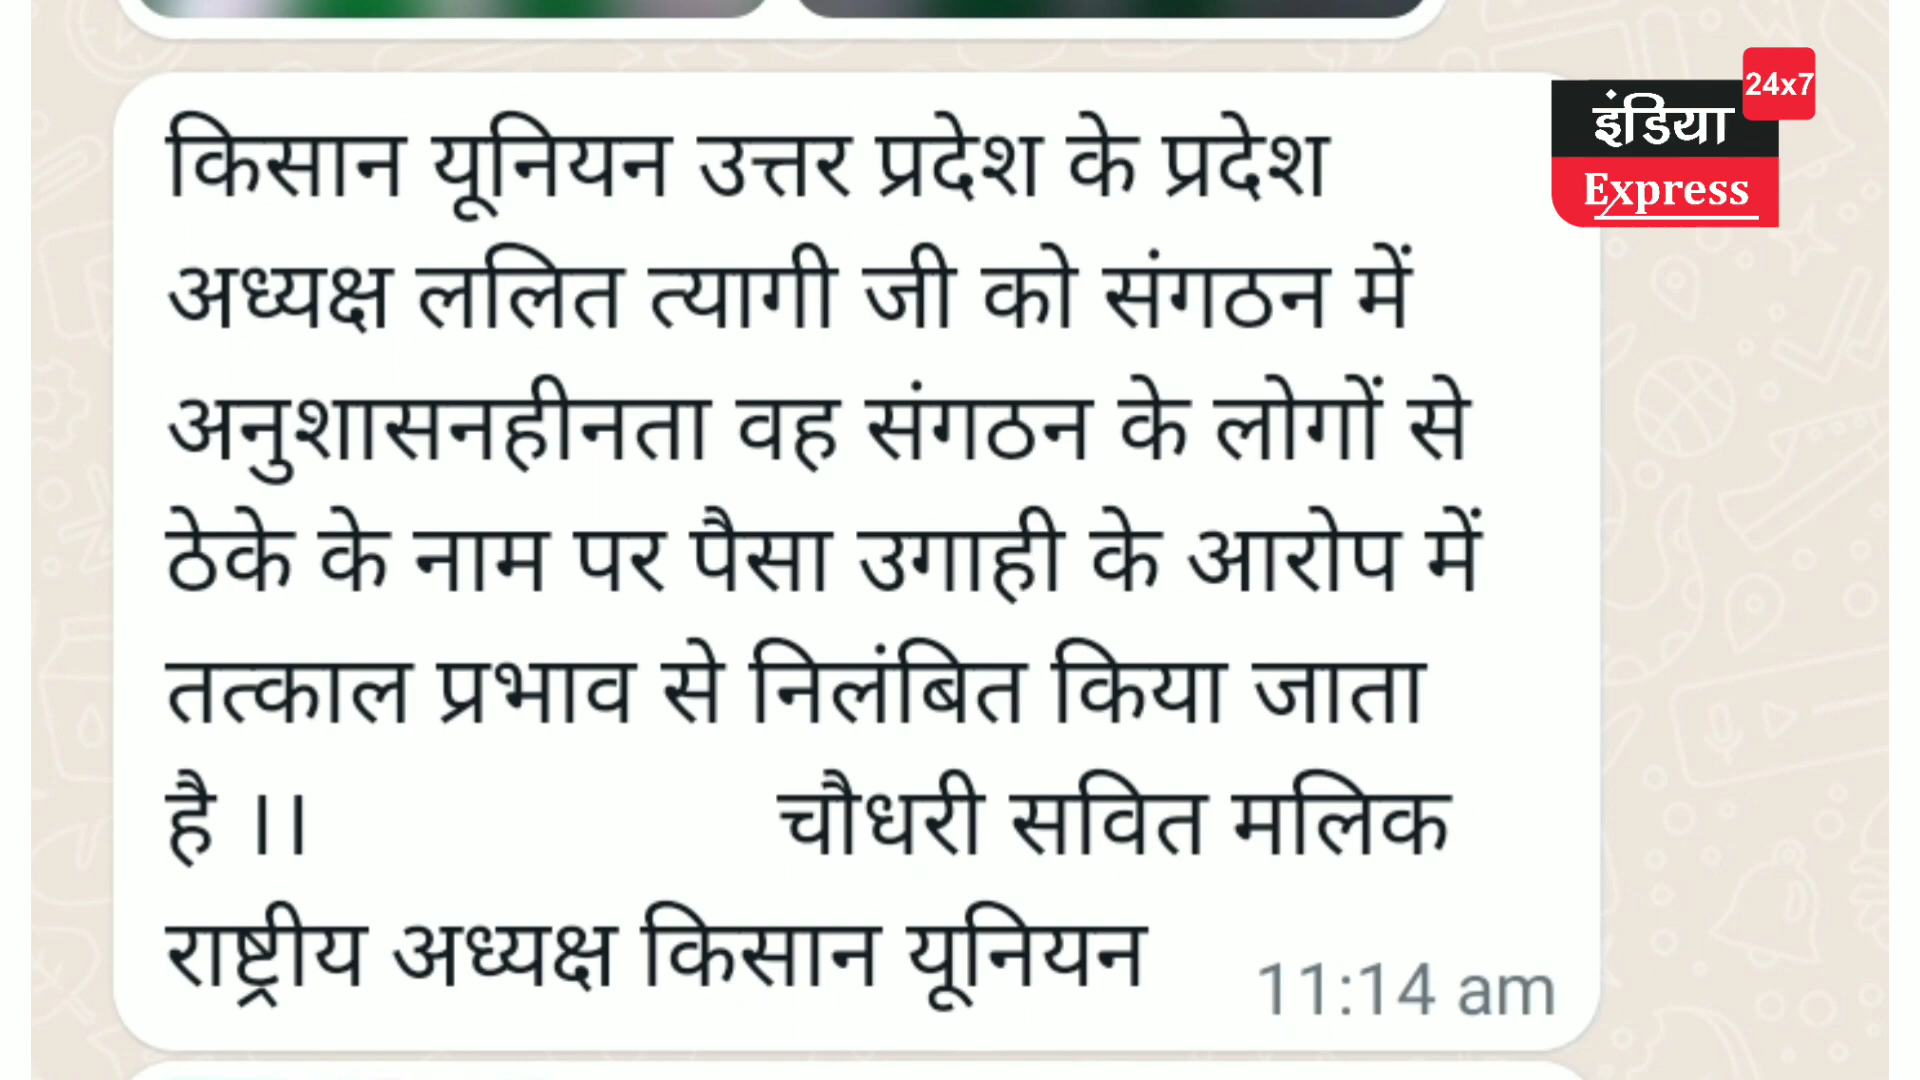 24x7
इंडिया
Express
किसान यूनियन उत्तर प्रदेश के प्रदेश
अध्यक्ष ललित त्यागी जी को संगठन में
अनुशासनहीनता वह संगठन के लोगों से
ठेके के नाम पर पैसा उगाही के आरोप में
तत्काल प्रभाव से निलंबित किया जाता
है ।। चौधरी सवित मलिक
राष्ट्रीय अध्यक्ष किसान यूनियन
11:14 am